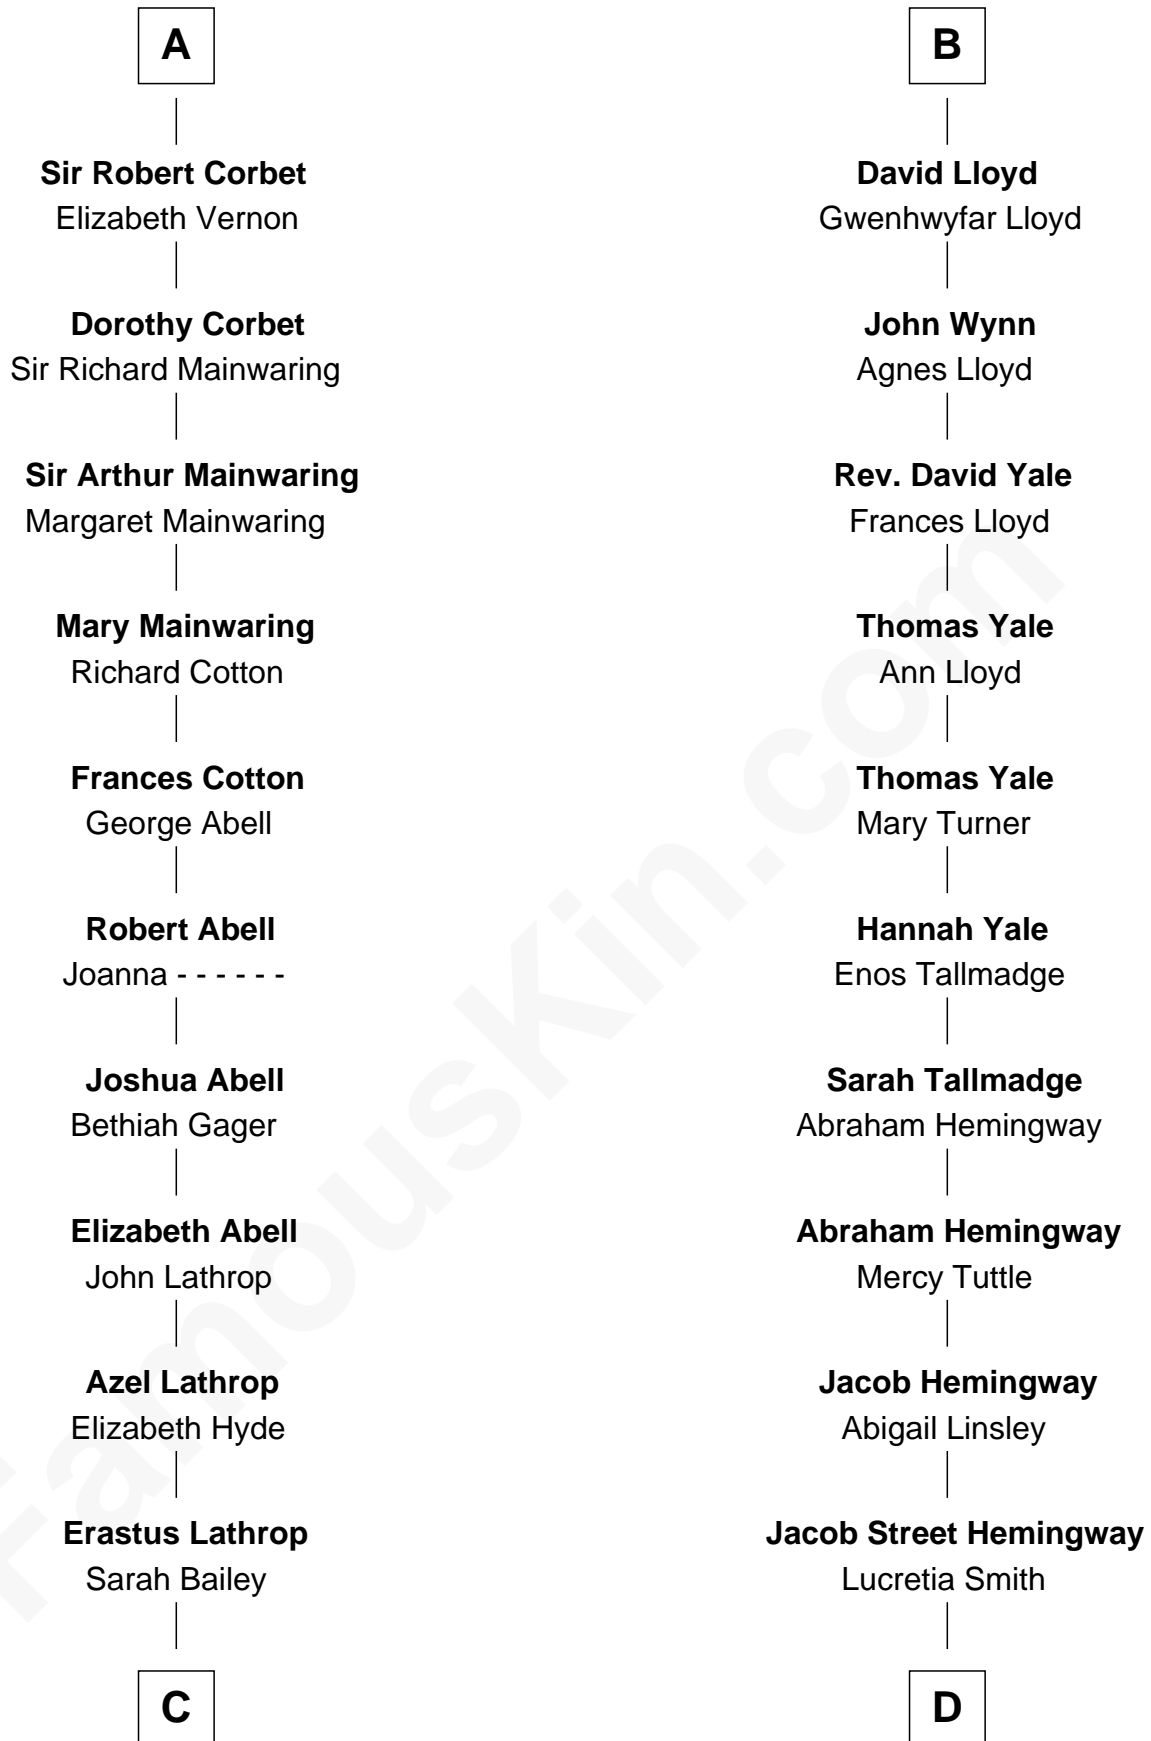 A
Sir Robert Corbet
Elizabeth Vernon
Dorothy Corbet
Sir Richard Mainwaring
Sir Arthur Mainwaring
Margaret Mainwaring
Mary Mainwaring
Richard Cotton
Frances Cotton
George Abell
Robert Abell
Joanna - - - - - -
Joshua Abell
Bethiah Gager
Elizabeth Abell
John Lathrop
Azel Lathrop
Elizabeth Hyde
Erastus Lathrop
Sarah Bailey
C
B
David Lloyd
Gwenhwyfar Lloyd
John Wynn
Agnes Lloyd
Rev. David Yale
Frances Lloyd
Thomas Yale
Ann Lloyd
Thomas Yale
Mary Turner
Hannah Yale
Enos Tallmadge
Sarah Tallmadge
Abraham Hemingway
Abraham Hemingway
Mercy Tuttle
Jacob Hemingway
Abigail Linsley
Jacob Street Hemingway
Lucretia Smith
D
FamousKin.com